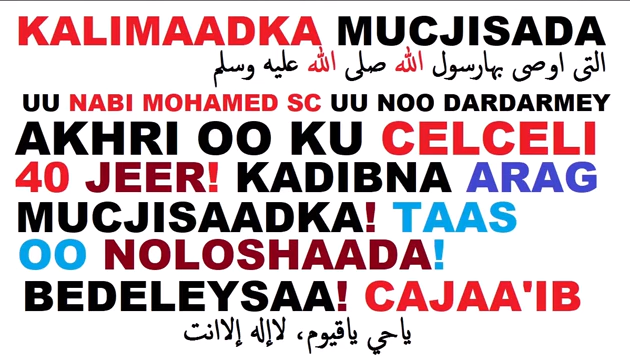 KALIMAADKA MUCJISADA
التى اوصى بهارسول الله صلى الله عليه وسلم
UU NABI MOHAMED SC UU NOO DARDARMEY
AKHRI OO KU CELCELI
40 JEER! KADIBNA ARAG
MUCJISAADKA! TAAS
OO NOLOSHAADA!
BEDELEYSAA! CAJAA'IB
ياحي ياقيوم، لاإله إلاانت